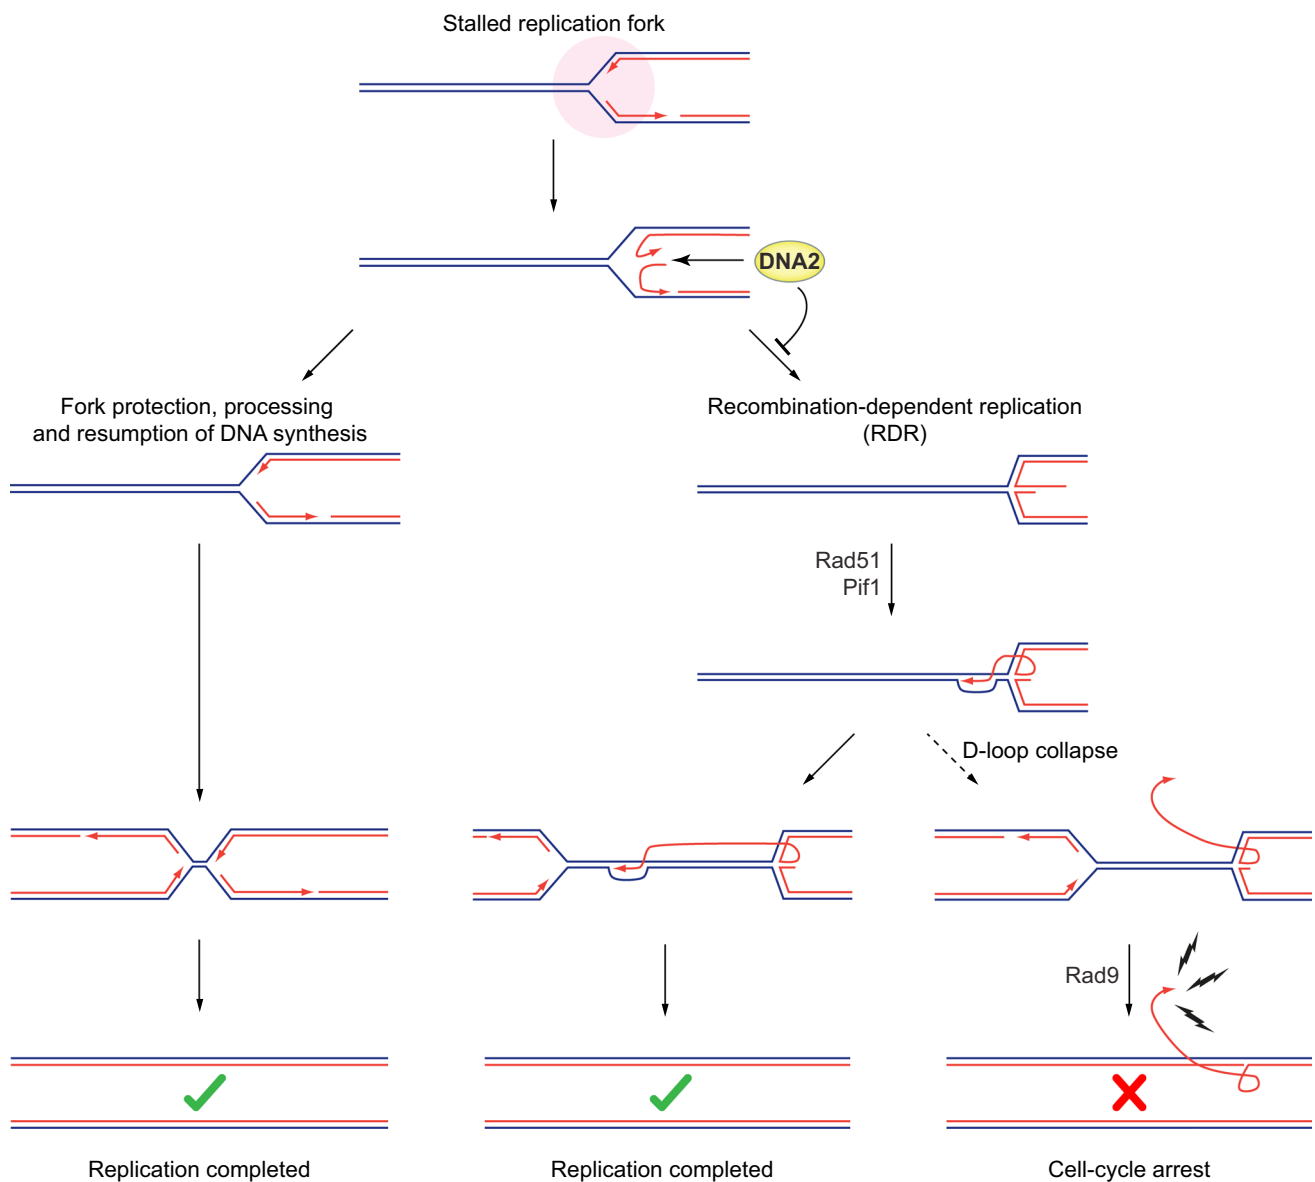 Stalled replication fork
DNA2
Fork protection, processing
and resumption of DNA synthesis
Recombination-dependent replication
(RDR)
Rad51
Pif1
D-loop collapse
Rad9
Replication completed
Replication completed
Cell-cycle arrest